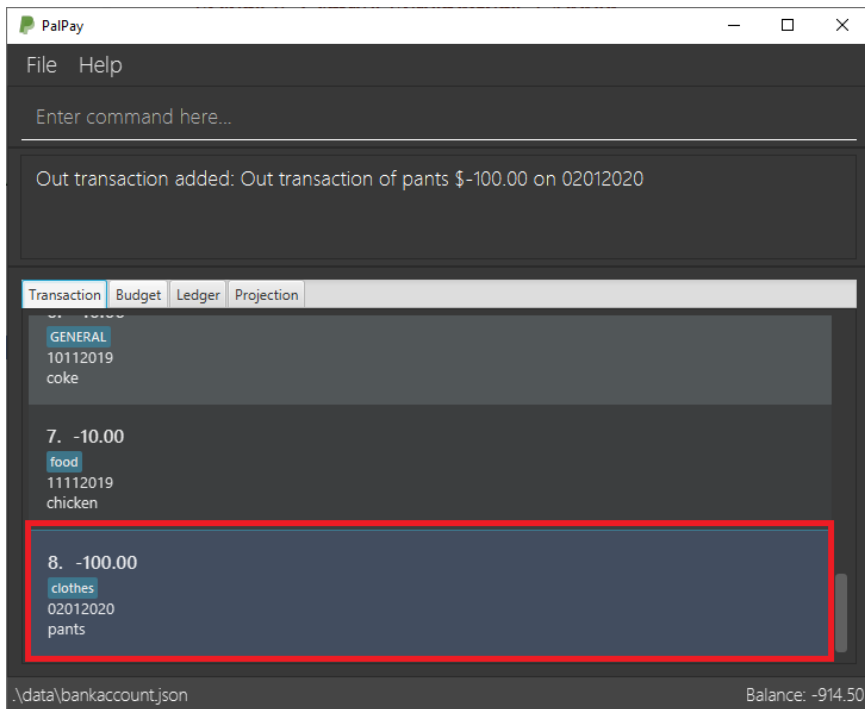 PalPay
File Help
Enter command here...
Out transaction added: Out transaction of pants $-100.00 on 02012020
Transaction Budget Ledger Projection
GENERAL
10112019
coke
7. -10.00
food
11112019
chicken
8. -100.00
clothes
02012020
pants
.\data\bankaccount.json
Balance: -914.50